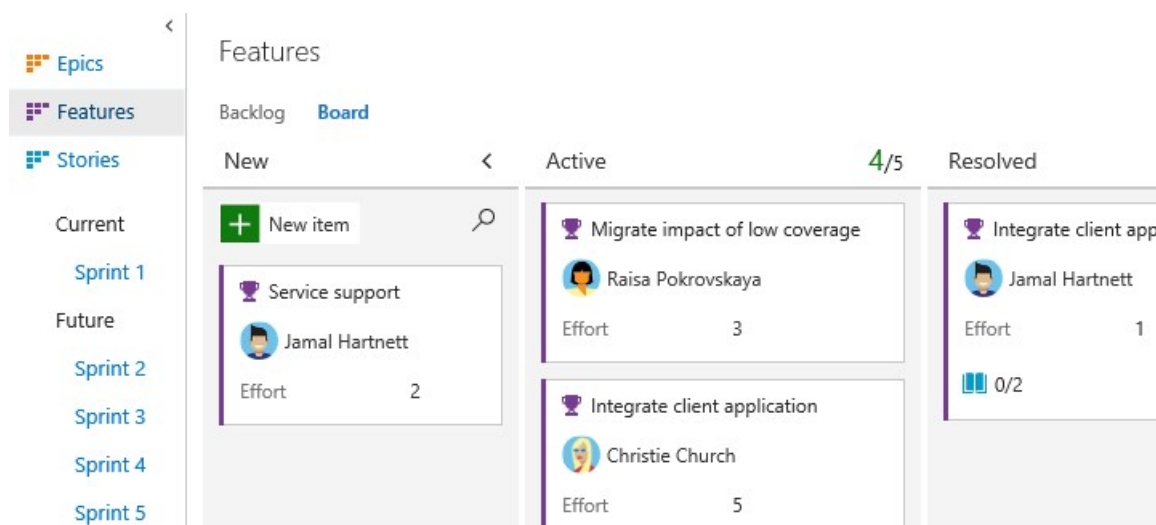 Epics
Features
Stories
Current
Sprint 1
Future
Sprint 2
Sprint 3
Sprint 4
Sprint 5
Features
Backlog Board
New
New item
Service support
Jamal Hartnett
Effort 2
Active 4/5
Migrate impact of low coverage
Raisa Pokrovskaya
Effort 3
Integrate client application
Christie Church
Effort 5
Resolved
Integrate client app
Jamal Hartnett
Effort 1
0/2